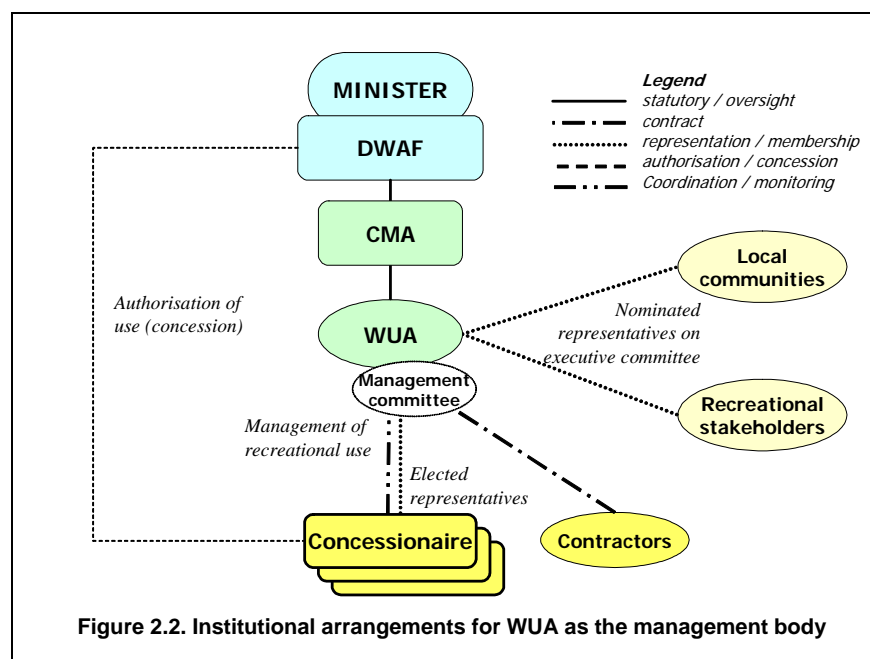 MINISTER
DWAF
CMA
WUA
Management
committee
Legend
statutory / oversight
contract
representation / membership
authorisation / concession
Coordination / monitoring
Local
communities
Authorisation of
use (concession)
Nominated
representatives on
executive committee
Recreational
stakeholders
Management of
recreational use
Elected
representatives
Concessionaire
Contractors
Figure 2.2. Institutional arrangements for WUA as the management body